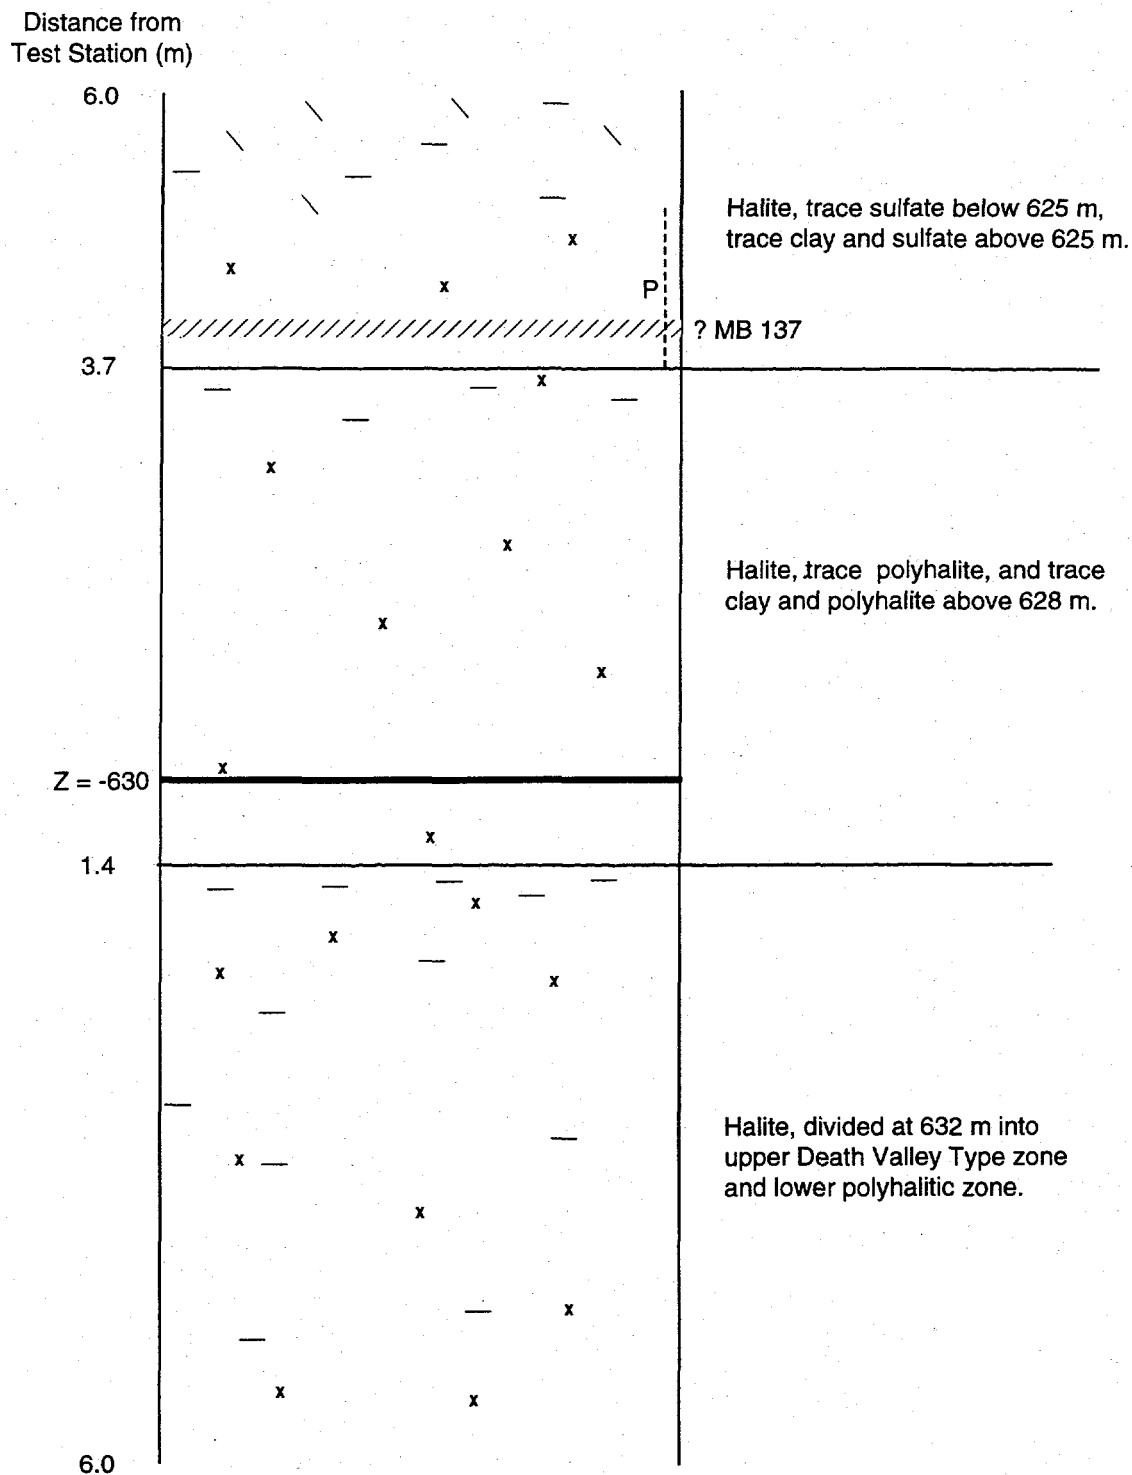 Distance from
Test Station (m)
6.0
Halite, trace sulfate below 625 m,
trace clay and sulfate above 625 m.
x
x
x
P
? MB 137
3.7
x
x
x
Halite, trace polyhalite, and trace
clay and polyhalite above 628 m.
x
x
x
Z = -630
x
1.4
x
x
x
x
Halite, divided at 632 m into
upper Death Valley Type zone
and lower polyhalitic zone.
x
x
x
x
x
6.0